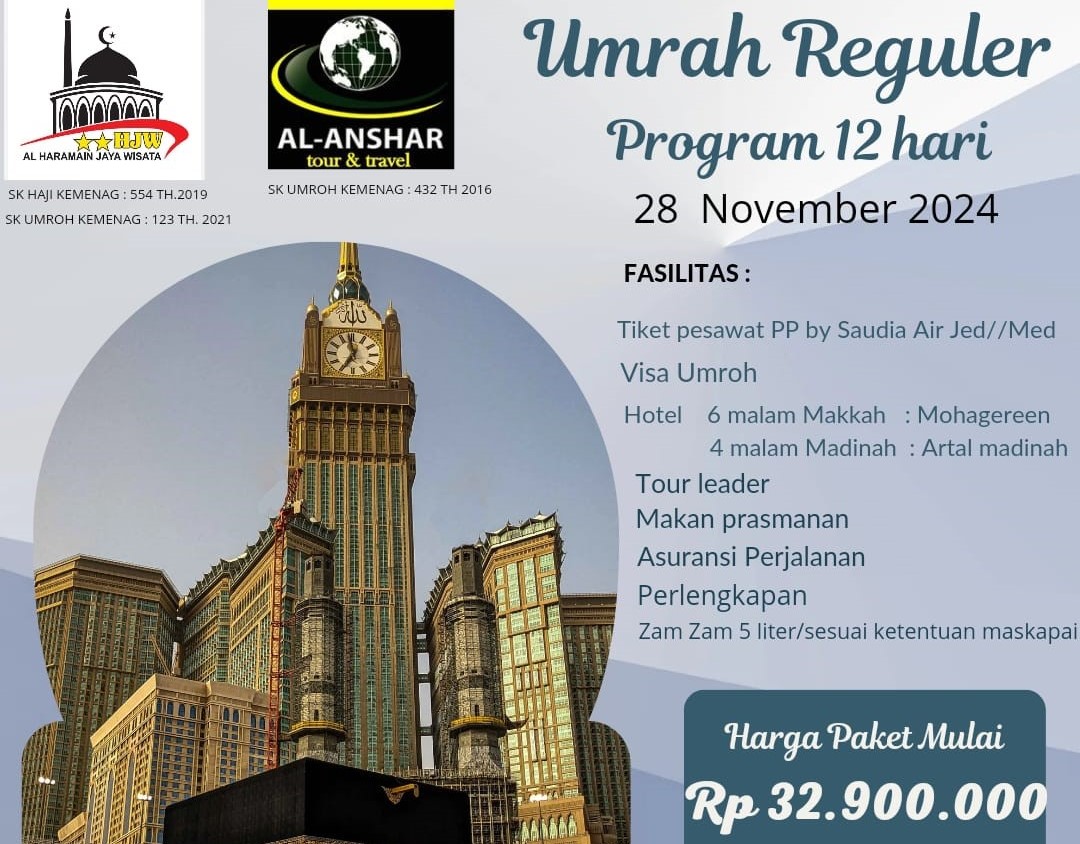 HJW
AL HARAMAIN JAYA WISATA
SK HAJI KEMENAG : 554 TH.2019
SK UMROH KEMENAG : 123 TH. 2021
AL-ANSHAR
tour & travel
SK UMROH KEMENAG : 432 TH 2016
Umrah Reguler
Program 12 hari
28 November 2024
FASILITAS :
Tiket pesawat PP by Saudia Air Jed//Med
Visa Umroh
Hotel 6 malam Makkah : Mohagereen
4 malam Madinah : Artal madinah
Tour leader
Makan prasmanan
Asuransi Perjalanan
Perlengkapan
Zam Zam 5 liter/sesuai ketentuan maskapai
Harga Paket Mulai
Rp 32.900.000
الله